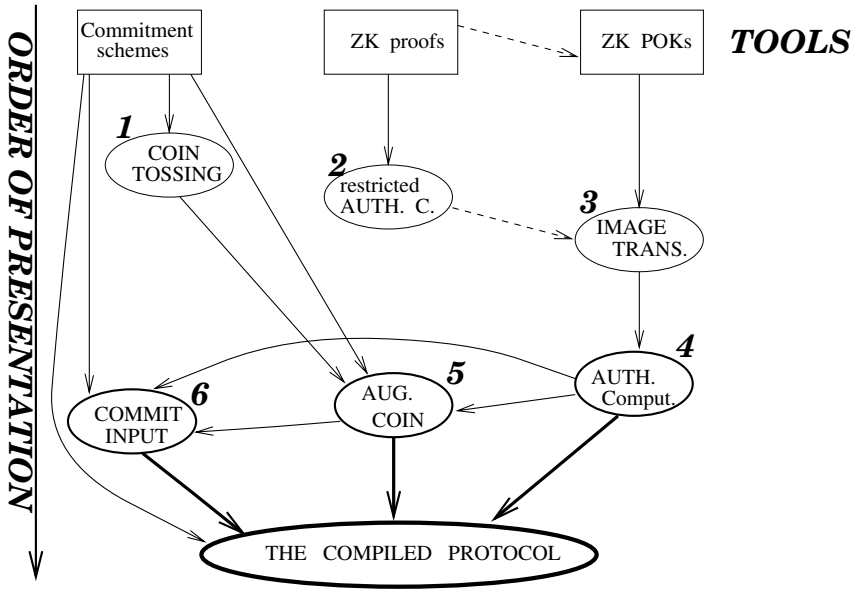 Commitment
schemes
ZK proofs
ZK POKs
TOOLS
ORDER OF PRESENTATION
1
COIN
TOSSING
2
restricted
AUTH. C.
3
IMAGE
TRANS.
4
AUTH.
Comput.
5
AUG.
COIN
6
COMMIT
INPUT
THE COMPILED PROTOCOL